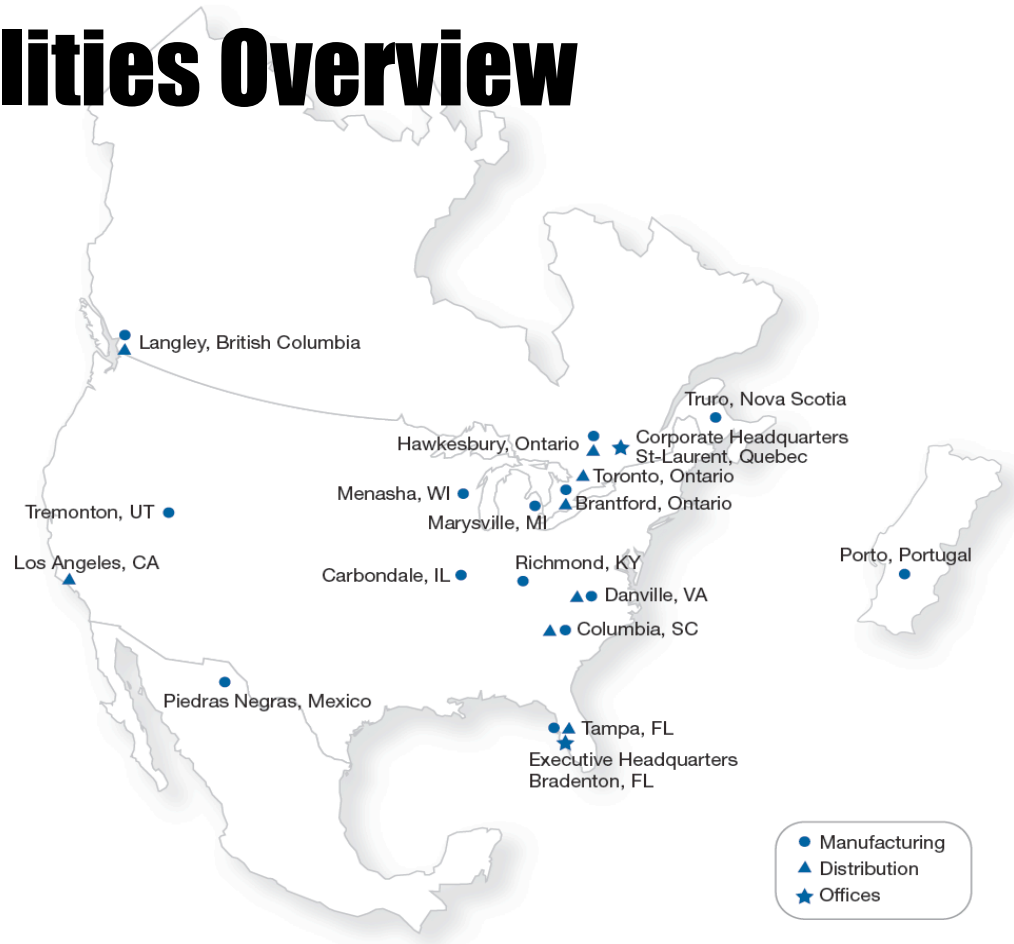 lities Overview
Langley, British Columbia
Truro, Nova Scotia
Hawkesbury, Ontario
Corporate Headquarters
St-Laurent, Quebec
Toronto, Ontario
Menasha, WI
Brantford, Ontario
Tremonton, UT
Marysville, MI
Porto, Portugal
Los Angeles, CA
Richmond, KY
Carbondale, IL
Danville, VA
Columbia, SC
Piedras Negras, Mexico
Tampa, FL
Executive Headquarters
Bradenton, FL
Manufacturing
Distribution
Offices